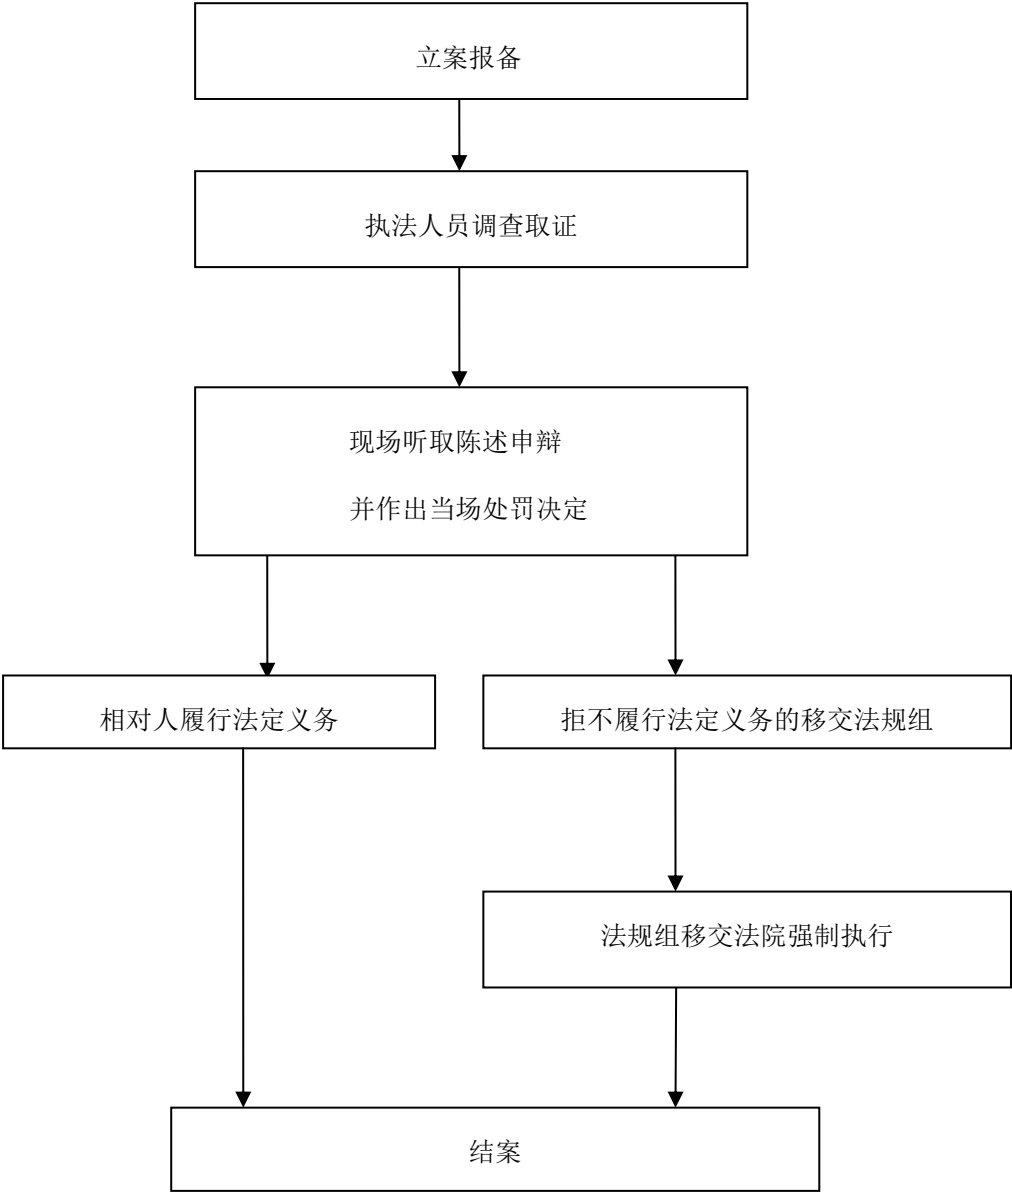 立案报备
执法人员调查取证
现场听取陈述申辩
并作出当场处罚决定
相对人履行法定义务
拒不履行法定义务的移交法规组
法规组移交法院强制执行
结案